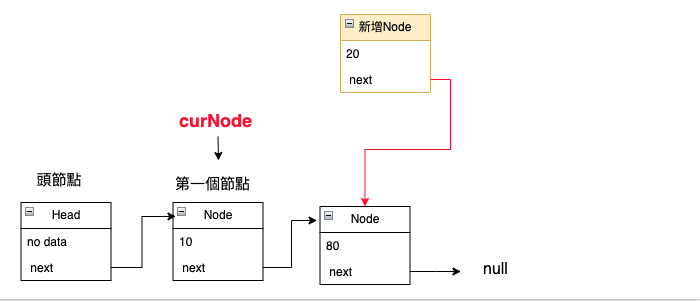 新增Node
20
next
curNode
頭節點
第一個節點
Head
no data
next
Node
10
next
Node
80
next
null